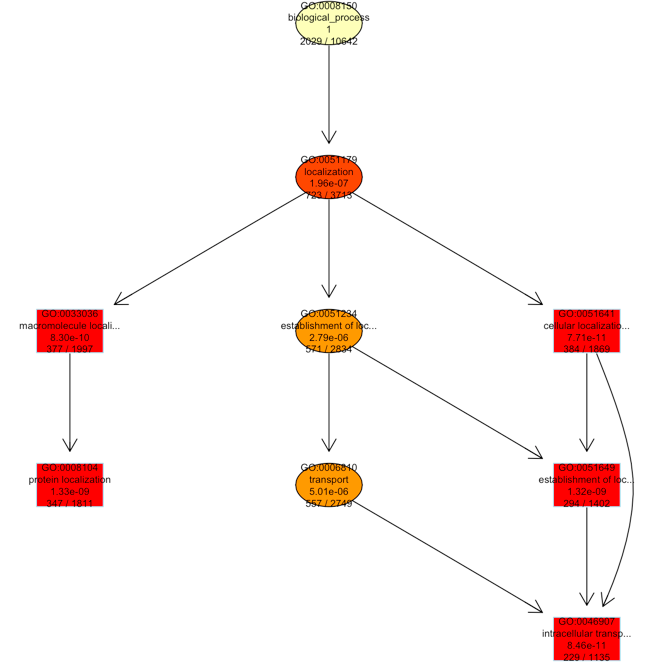 GO:0008150
biological_process
1
2029 / 10642
GO:0051179
localization
1.96e-07
723 / 3713
GO:0033036
macromolecule locali...
8.30e-10
377 / 1997
GO:0051234
establishment of loc...
2.79e-06
571 / 2834
GO:0051641
cellular localizatio...
7.71e-11
384 / 1869
GO:0008104
protein localization
1.33e-09
347 / 1811
GO:0006810
transport
5.01e-06
557 / 2749
GO:0051649
establishment of loc...
1.32e-09
294 / 1402
GO:0046907
intracellular transp...
8.46e-11
229 / 1135